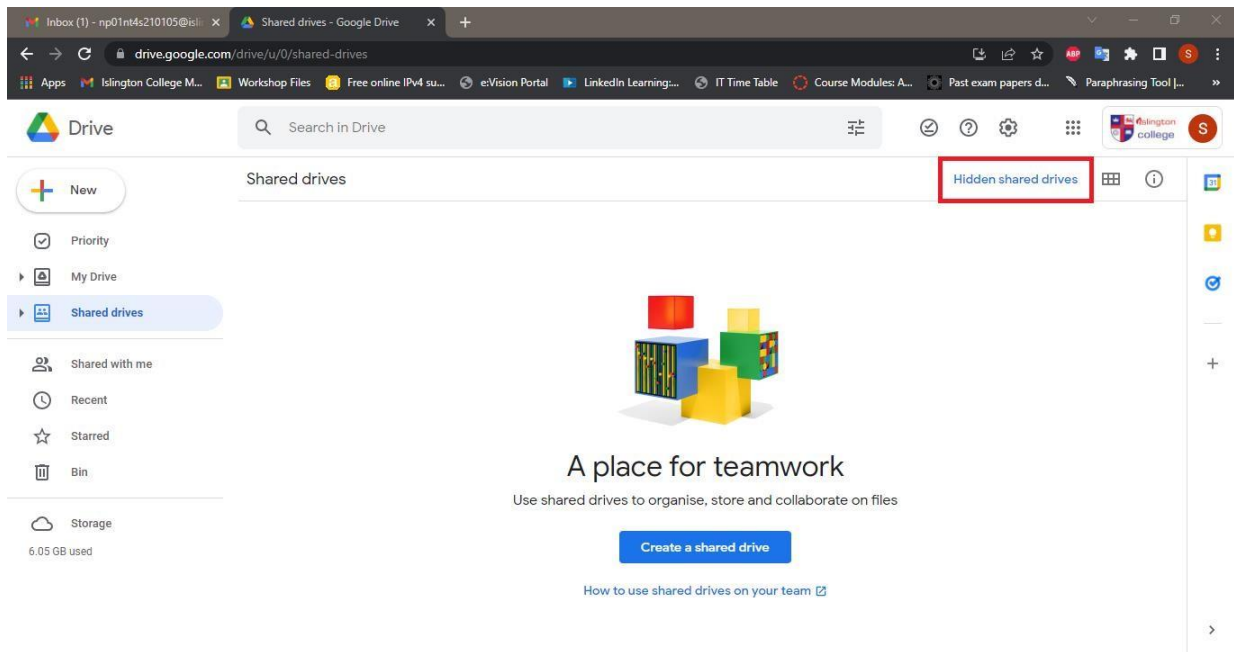 Inbox (1) - np01nt4s210105@isli
Shared drives - Google Drive
drive.google.com/drive/u/0/shared-drives
ABP
S
Apps
Islington College M...
Workshop Files
Free online IPv4 su...
e:Vision Portal
LinkedIn Learning:...
IT Time Table
Course Modules: A...
Past exam papers d...
Paraphrasing Tool |...
»
Drive
Search in Drive
islington
college
S
New
Shared drives
Hidden shared drives
31
Priority
My Drive
Shared drives
Shared with me
Recent
Starred
Bin
Storage
6.05 GB used
A place for teamwork
Use shared drives to organise, store and collaborate on files
Create a shared drive
How to use shared drives on your team